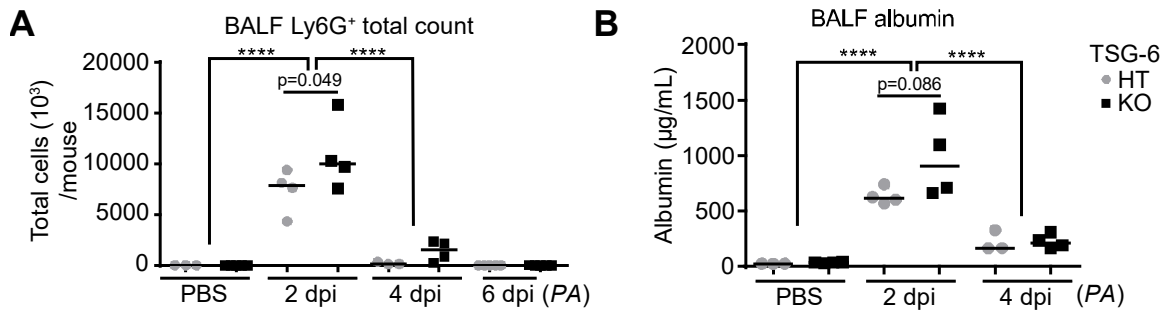 A
BALF Ly6G⁺ total count
****
****
p=0.049
Total cells (10³)
/mouse
20000
15000
10000
5000
0
PBS
2 dpi
4 dpi
6 dpi (PA)
B
BALF albumin
****
****
p=0.086
Albumin (µg/mL)
2000
1500
1000
500
0
PBS
2 dpi
4 dpi
(PA)
TSG-6
HT
KO